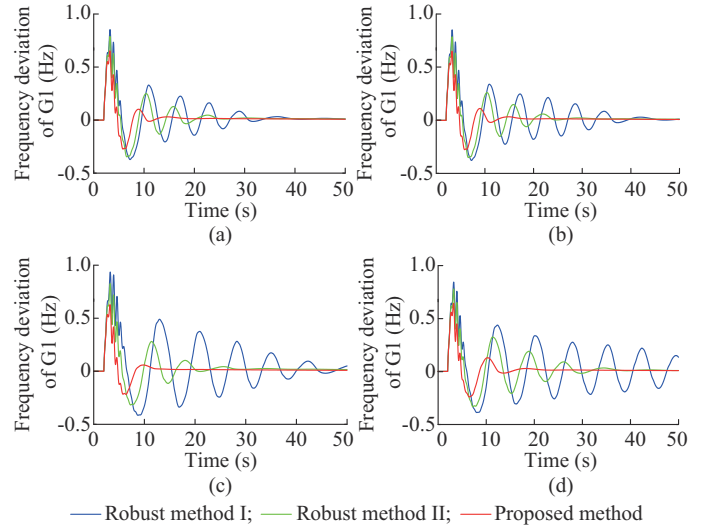 Frequency deviation
of G1 (Hz)
1.0
0.5
0
-0.5
0
10
20
30
40
50
Time (s)
(a)
Frequency deviation
of G1 (Hz)
1.0
0.5
0
-0.5
0
10
20
30
40
50
Time (s)
(b)
Frequency deviation
of G1 (Hz)
1.0
0.5
0
-0.5
0
10
20
30
40
50
Time (s)
(c)
Frequency deviation
of G1 (Hz)
1.0
0.5
0
-0.5
0
10
20
30
40
50
Time (s)
(d)
Robust method I; Robust method II; Proposed method